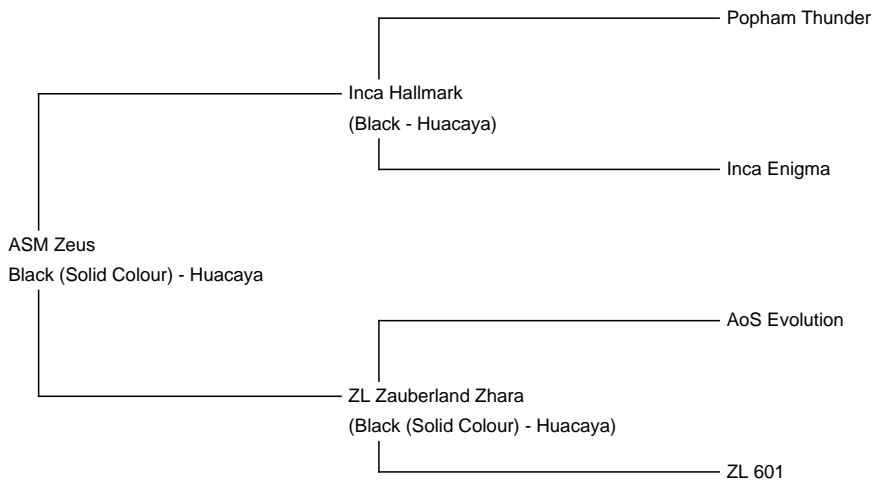 Popham Thunder
Inca Hallmark
(Black - Huacaya)
Inca Enigma
ASM Zeus
Black (Solid Colour) - Huacaya
AoS Evolution
ZL Zauberland Zhara
(Black (Solid Colour) - Huacaya)
ZL 601